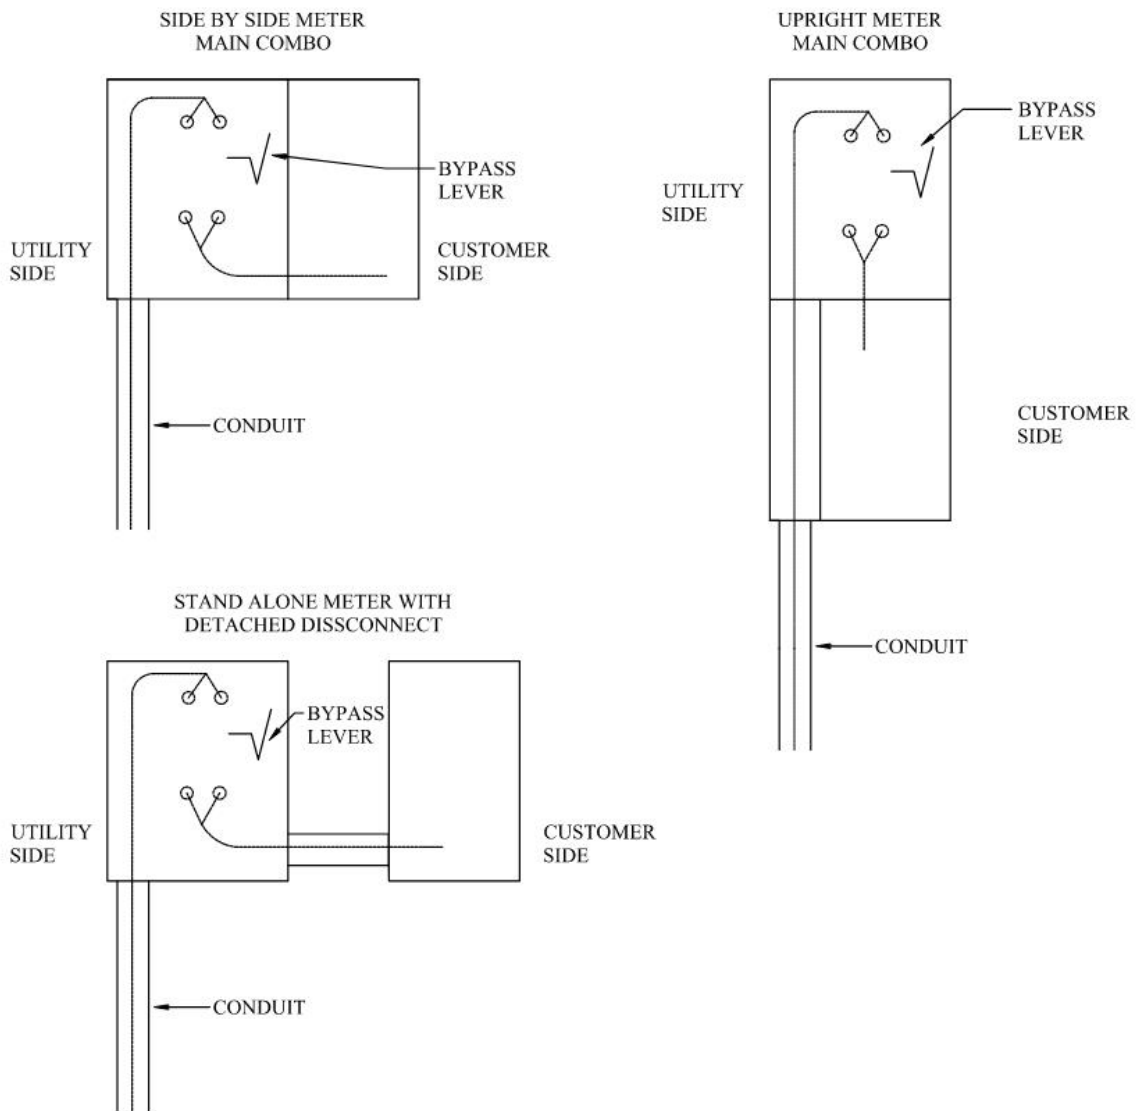 SIDE BY SIDE METER
MAIN COMBO
BYPASS
LEVER
UTILITY
SIDE
CUSTOMER
SIDE
CONDUIT
UPRIGHT METER
MAIN COMBO
BYPASS
LEVER
UTILITY
SIDE
CUSTOMER
SIDE
CONDUIT
STAND ALONE METER WITH
DETACHED DISSCONNECT
BYPASS
LEVER
UTILITY
SIDE
CUSTOMER
SIDE
CONDUIT